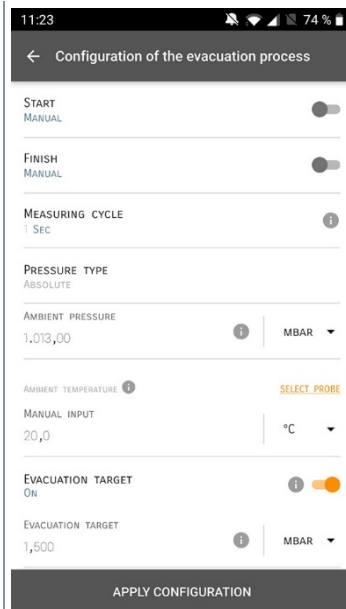 11:23
74 %
Configuration of the evacuation process
START
MANUAL
FINISH
MANUAL
MEASURING CYCLE
1 SEC
PRESSURE TYPE
ABSOLUTE
AMBIENT PRESSURE
1.013,00
MBAR
AMBIENT TEMPERATURE
SELECT PROBE
MANUAL INPUT
20,0
°C
EVACUATION TARGET
ON
EVACUATION TARGET
1,500
MBAR
APPLY CONFIGURATION